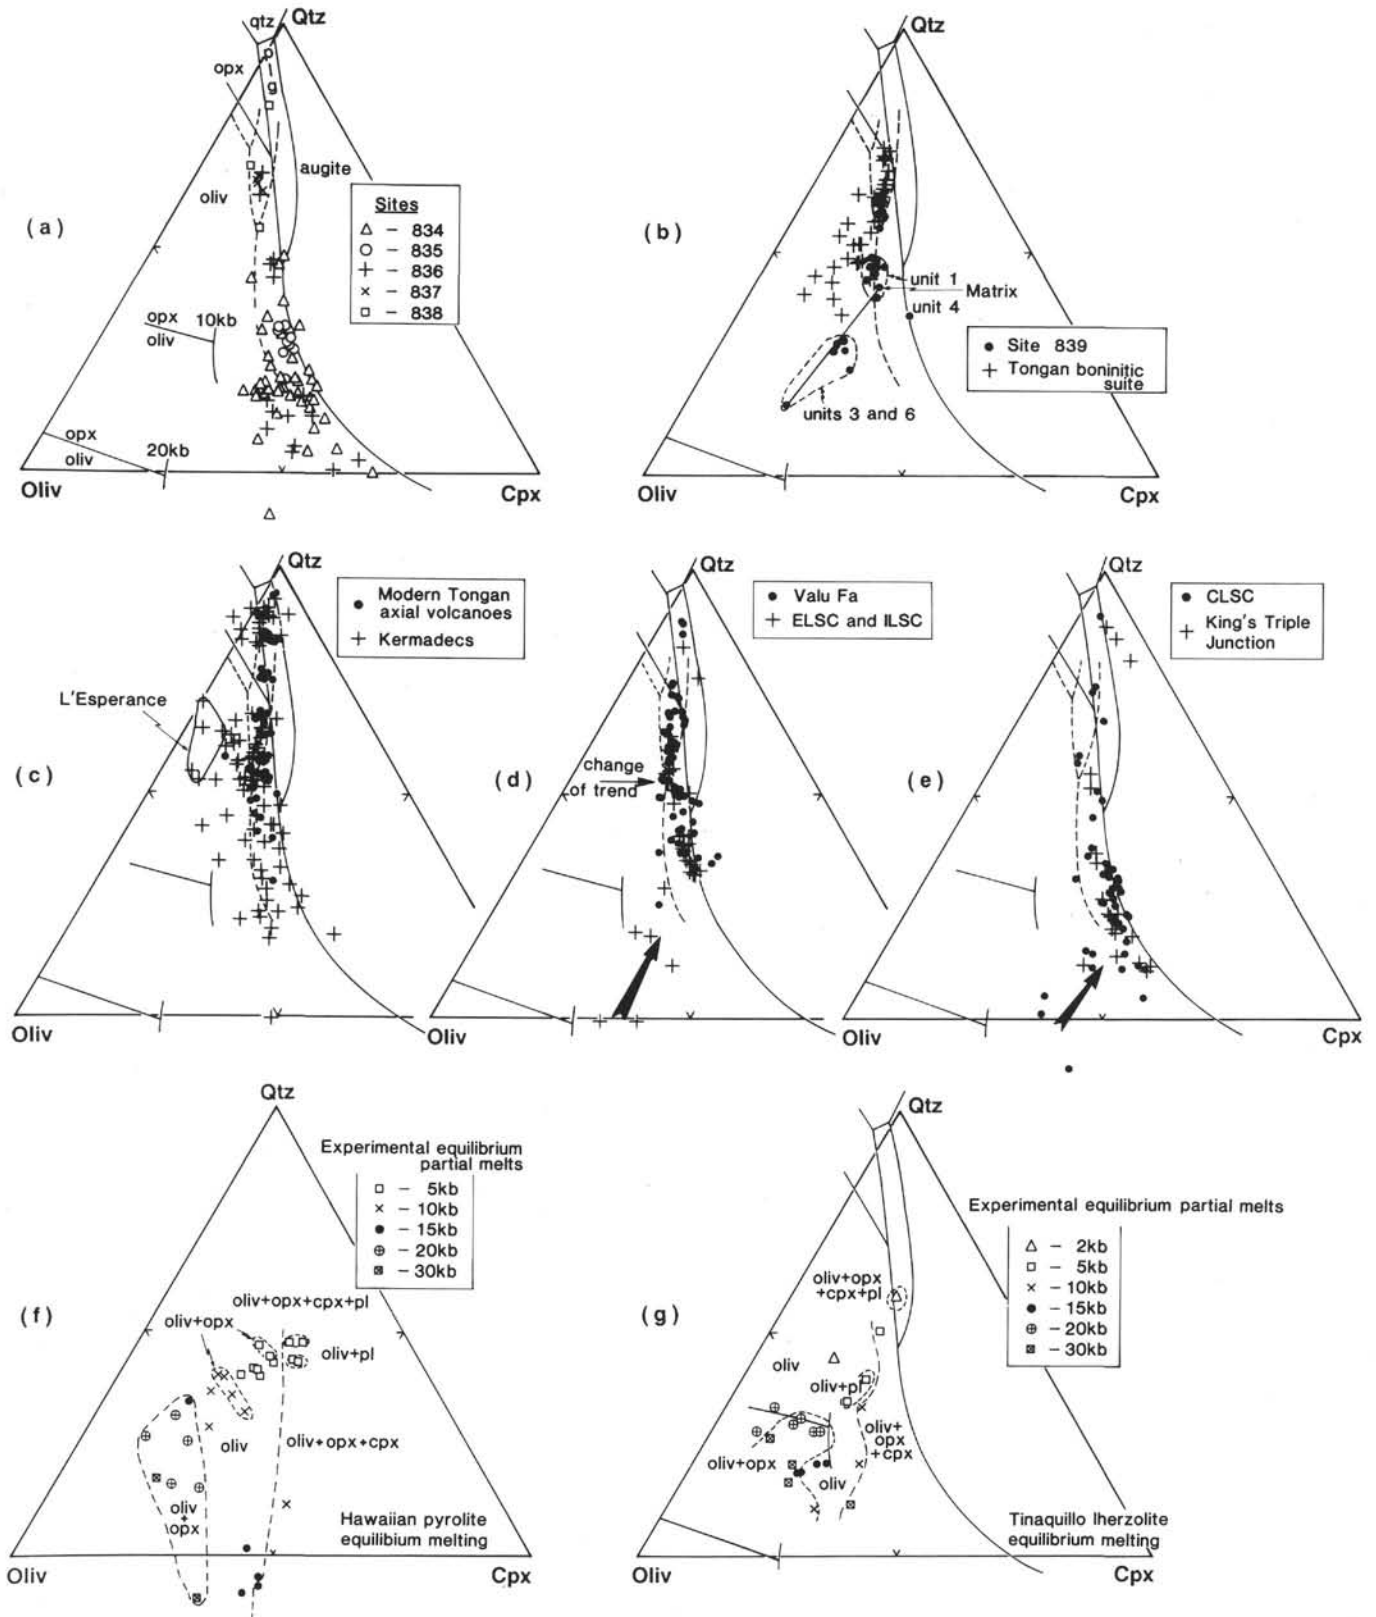 qtz
Qtz
opx
augite
oliv
(a)
Sites
△ - 834
○ - 835
+ - 836
× - 837
□ - 838
opx
oliv
10kb
opx
oliv
20kb
Oliv
Cpx
Qtz
(b)
unit 1
Matrix
unit 4
● Site 839
+ Tongan boninitic
suite
units 3 and 6
Oliv
Cpx
Qtz
● Modern Tongan
axial volcanoes
+ Kermadecs
L'Esperance
(c)
Oliv
Qtz
● Valu Fa
+ ELSC and ILSC
(d)
change
of trend
Oliv
Qtz
● CLSC
+ King's Triple
Junction
(e)
Oliv
Cpx
Qtz
Experimental equilibrium
partial melts
□ - 5kb
× - 10kb
● - 15kb
⊕ - 20kb
⊠ - 30kb
(f)
oliv+opx+cpx+pl
oliv+opx
oliv+pl
oliv
oliv+opx+cpx
oliv
+
opx
Hawaiian pyrolite
equilibium melting
Oliv
Cpx
Qtz
Experimental equilibrium partial melts
△ - 2kb
□ - 5kb
× - 10kb
● - 15kb
⊕ - 20kb
⊠ - 30kb
(g)
oliv+opx
+cpx+pl
oliv
oliv+pl
oliv+
opx
+cpx
oliv+opx
oliv
Tinaquillo lherzolite
equilibrium melting
Oliv
Cpx